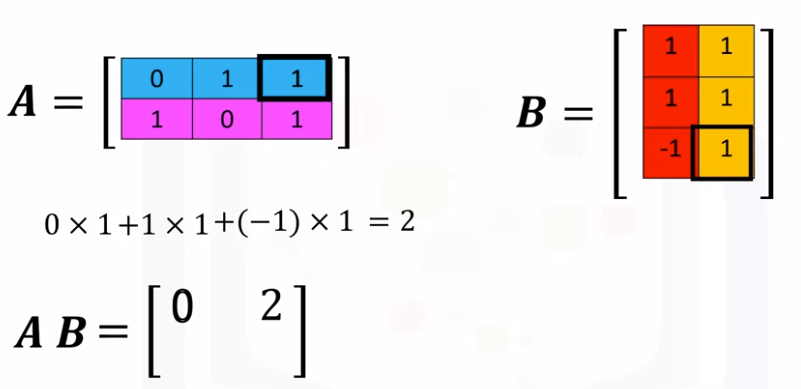 A = [ 0 1 1
1 0 1 ]
B = [ 1 1
1 1
-1 1 ]
0 × 1+1 × 1+(−1) × 1 = 2
A B = [ 0 2 ]